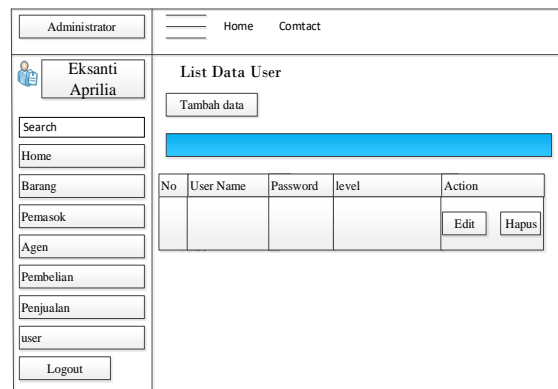 Administrator
Home Comtact
Eksanti
Aprilia
Search
Home
Barang
Pemasok
Agen
Pembelian
Penjualan
user
Logout
List Data User
Tambah data
No User Name Password level Action
Edit Hapus